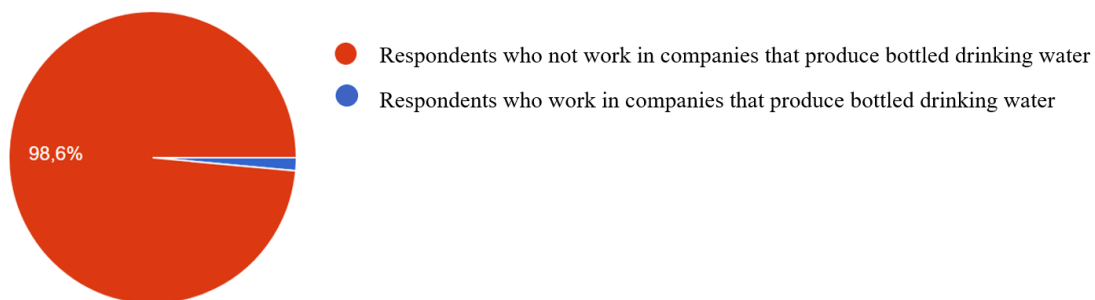 Respondents who not work in companies that produce bottled drinking water
Respondents who work in companies that produce bottled drinking water
98,6%